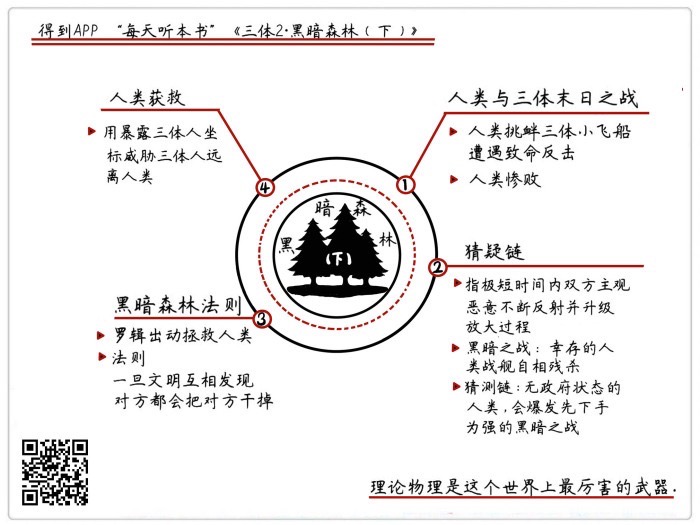 得到APP “每天听本书” 《三体2·黑暗森林(下)》
人类与三体末日之战
人类挑衅三体小飞船
遭遇致命反击
人类惨败
1
猜疑链
指极短时间内双方主观
恶意不断反射并升级
放大过程
黑暗之战: 幸存的人
类战舰自相残杀
猜测链:无政府状态的
人类,会爆发先下手
为强的黑暗之战
2
黑暗森林法则
罗辑出动拯救人类
法则
一旦文明互相发现
对方都会把对方干掉
3
人类获救
用暴露三体人坐
标威胁三体人远
离人类
4
黑暗森林
(下)
理论物理是这个世界上最厉害的武器.